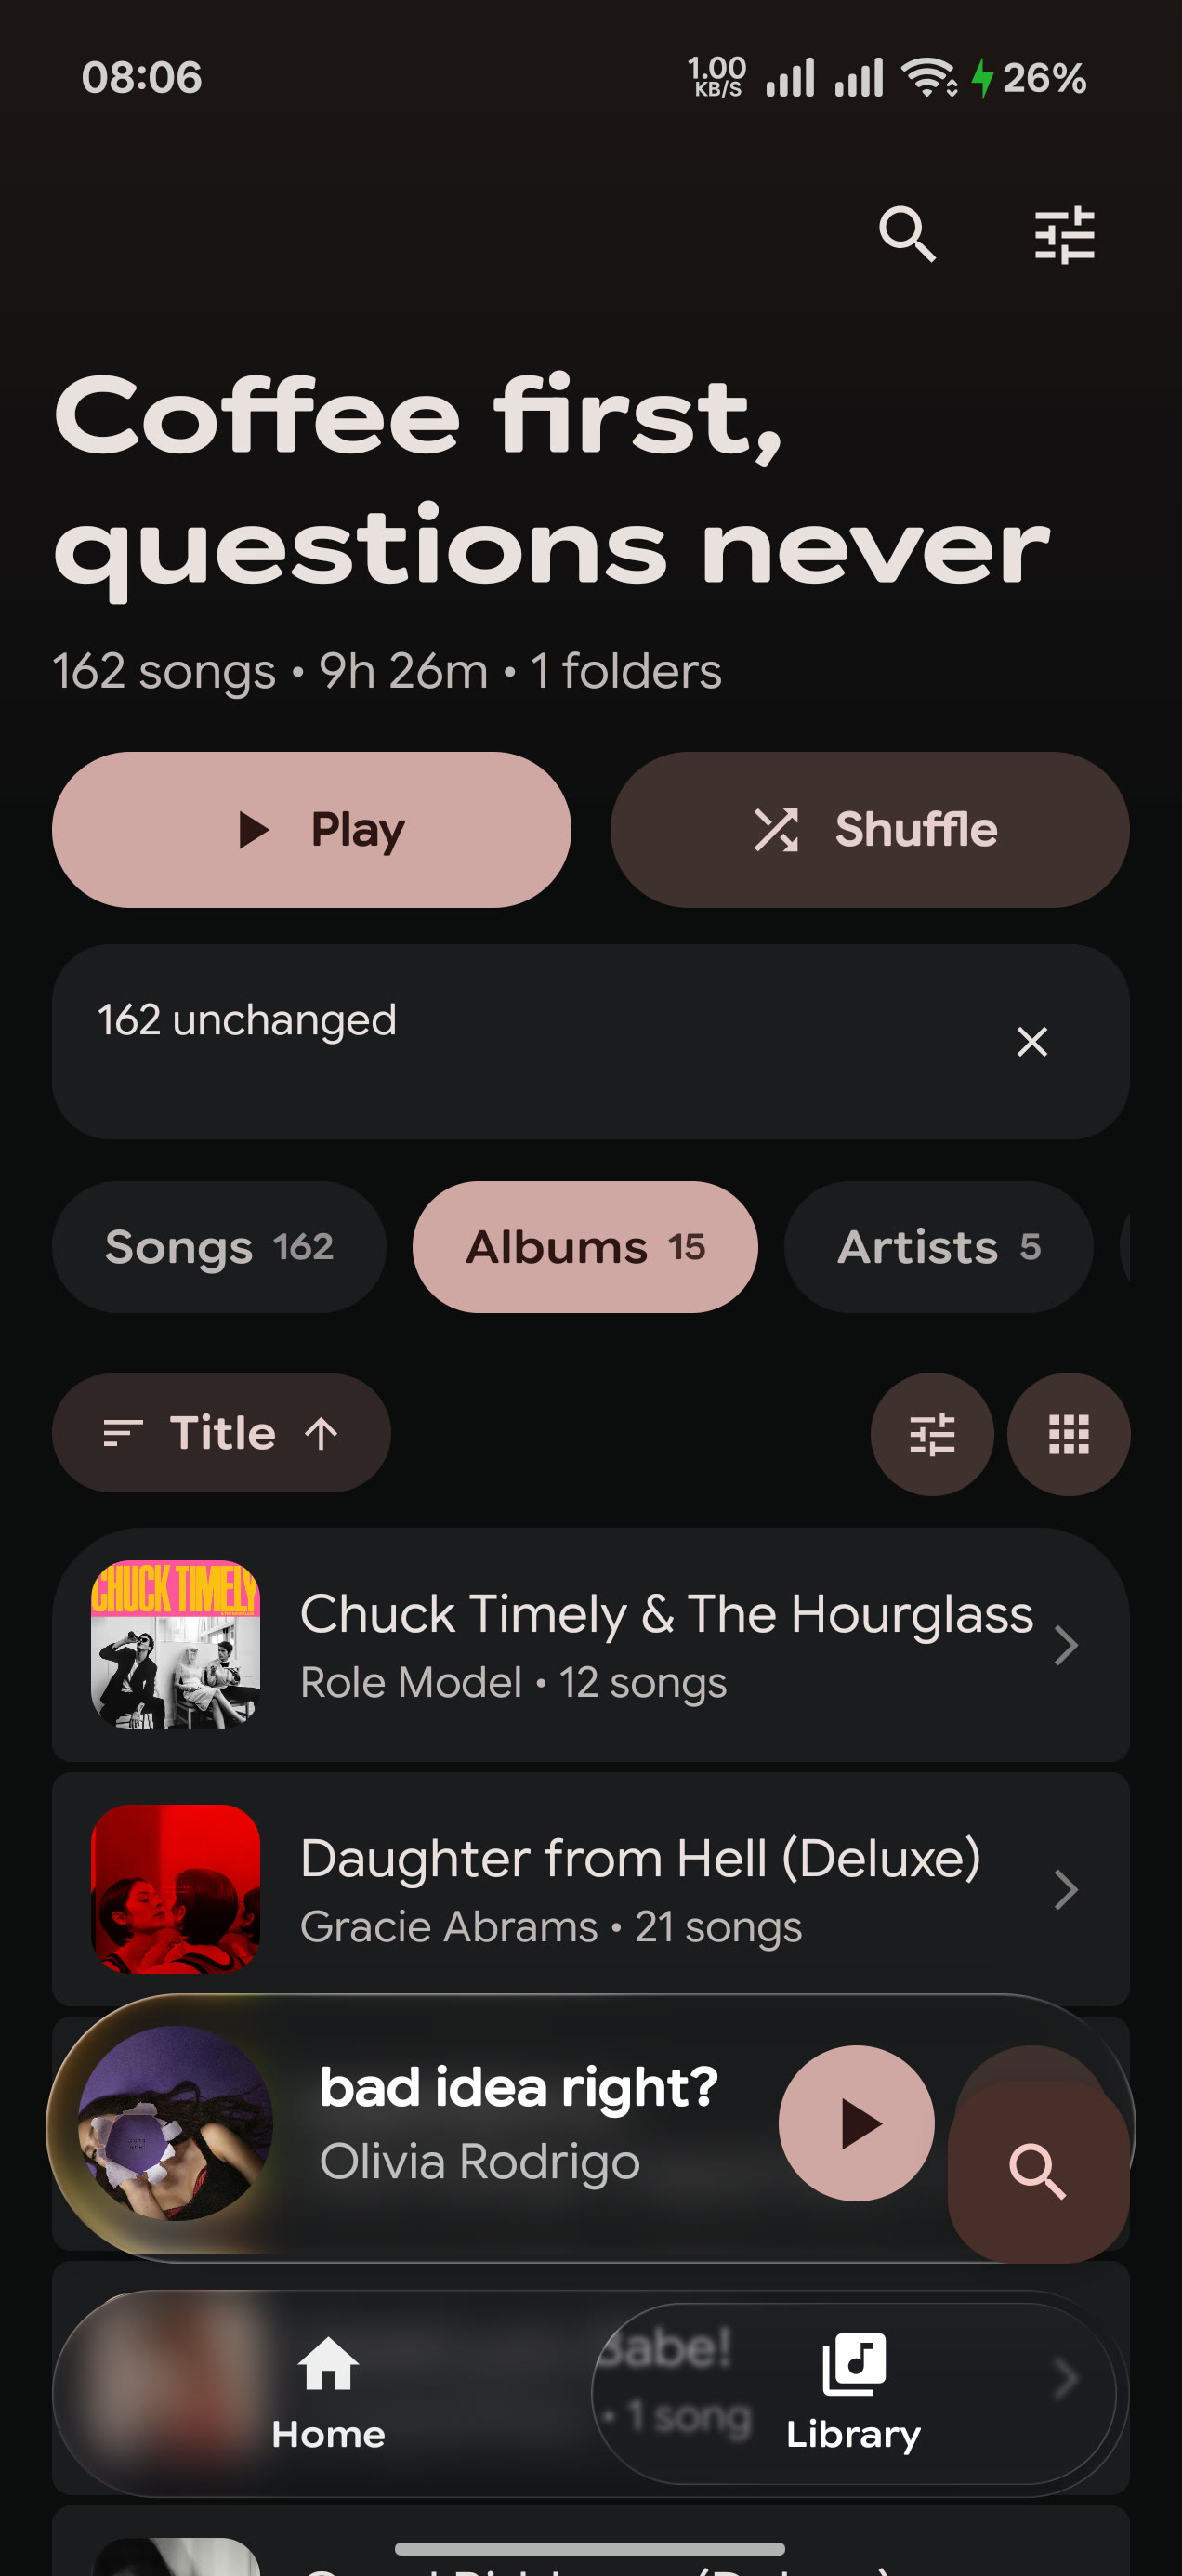 08:06
1.00 KB/S
26%
Coffee first,
questions never
162 songs • 9h 26m • 1 folders
Play
Shuffle
162 unchanged
Songs 162
Albums 15
Artists 5
Title
CHUCK TIMELY
Chuck Timely & The Hourglass
Role Model • 12 songs
Daughter from Hell (Deluxe)
Gracie Abrams • 21 songs
bad idea right?
Olivia Rodrigo
Babe!
• 1 song
Home
Library